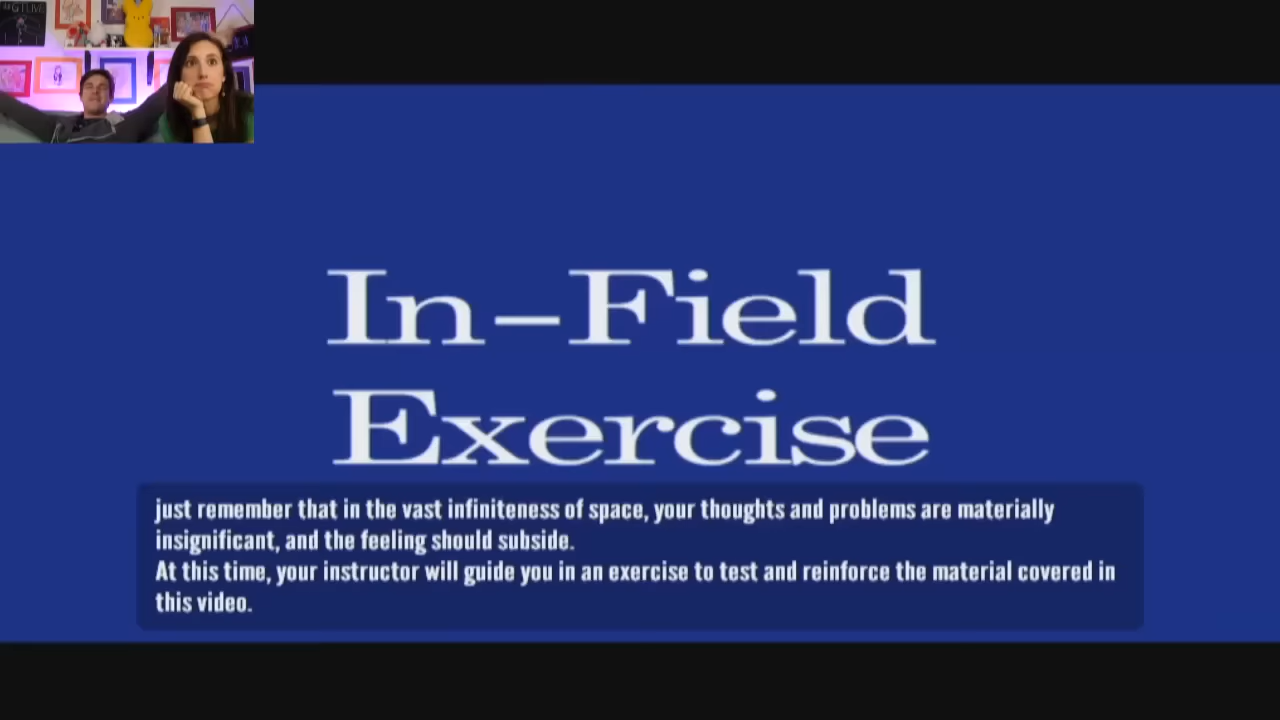 #GTLIVE
In-Field
Exercise
just remember that in the vast infiniteness of space, your thoughts and problems are materially
insignificant, and the feeling should subside.
At this time, your instructor will guide you in an exercise to test and reinforce the material covered in
this video.